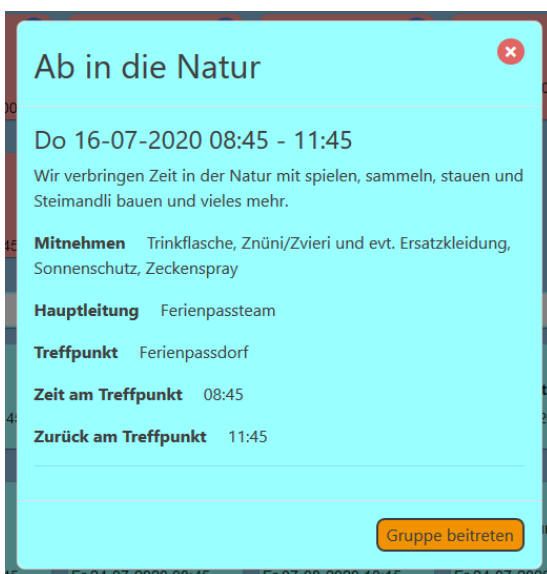 Ab in die Natur
Do 16-07-2020 08:45 - 11:45
Wir verbringen Zeit in der Natur mit spielen, sammeln, stauen und
Steimandli bauen und vieles mehr.
Mitnehmen Trinkflasche, Znüni/Zvieri und evt. Ersatzkleidung,
Sonnenschutz, Zeckenspray
Hauptleitung Ferienpassteam
Treffpunkt Ferienpassdorf
Zeit am Treffpunkt 08:45
Zurück am Treffpunkt 11:45
Gruppe beitreten